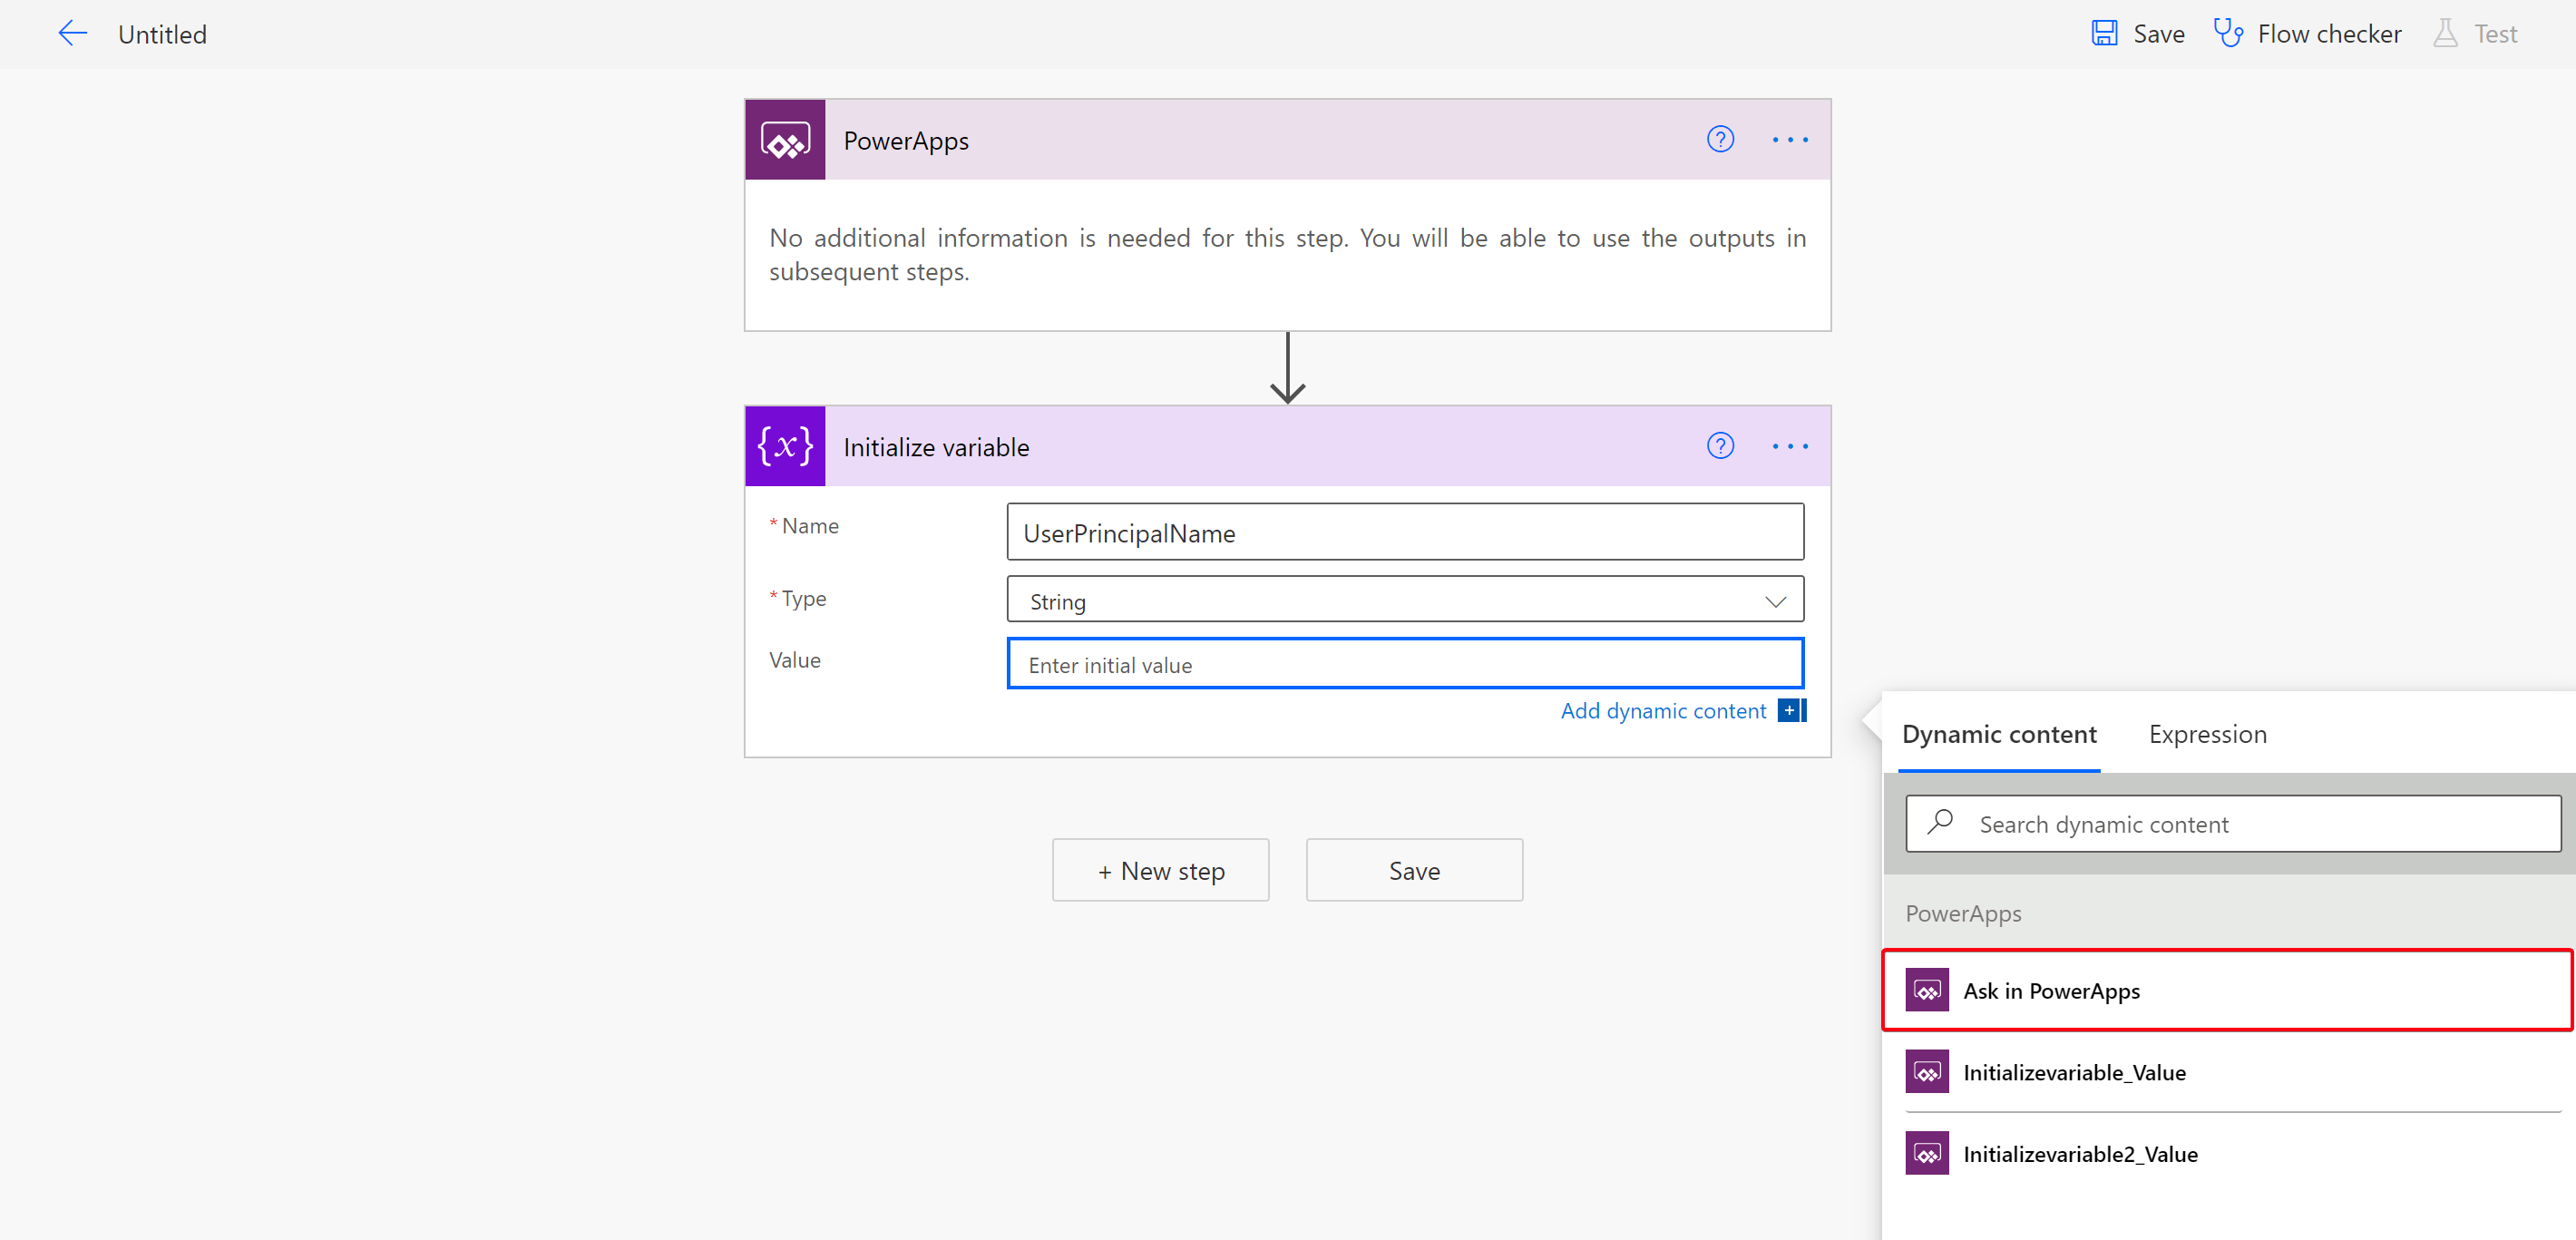 Untitled
Save
Flow checker
Test
PowerApps
No additional information is needed for this step. You will be able to use the outputs in
subsequent steps.
{x}
Initialize variable
* Name
UserPrincipalName
* Type
String
Value
Enter initial value
Add dynamic content
+ New step
Save
Dynamic content
Expression
Search dynamic content
PowerApps
Ask in PowerApps
Initializevariable_Value
Initializevariable2_Value